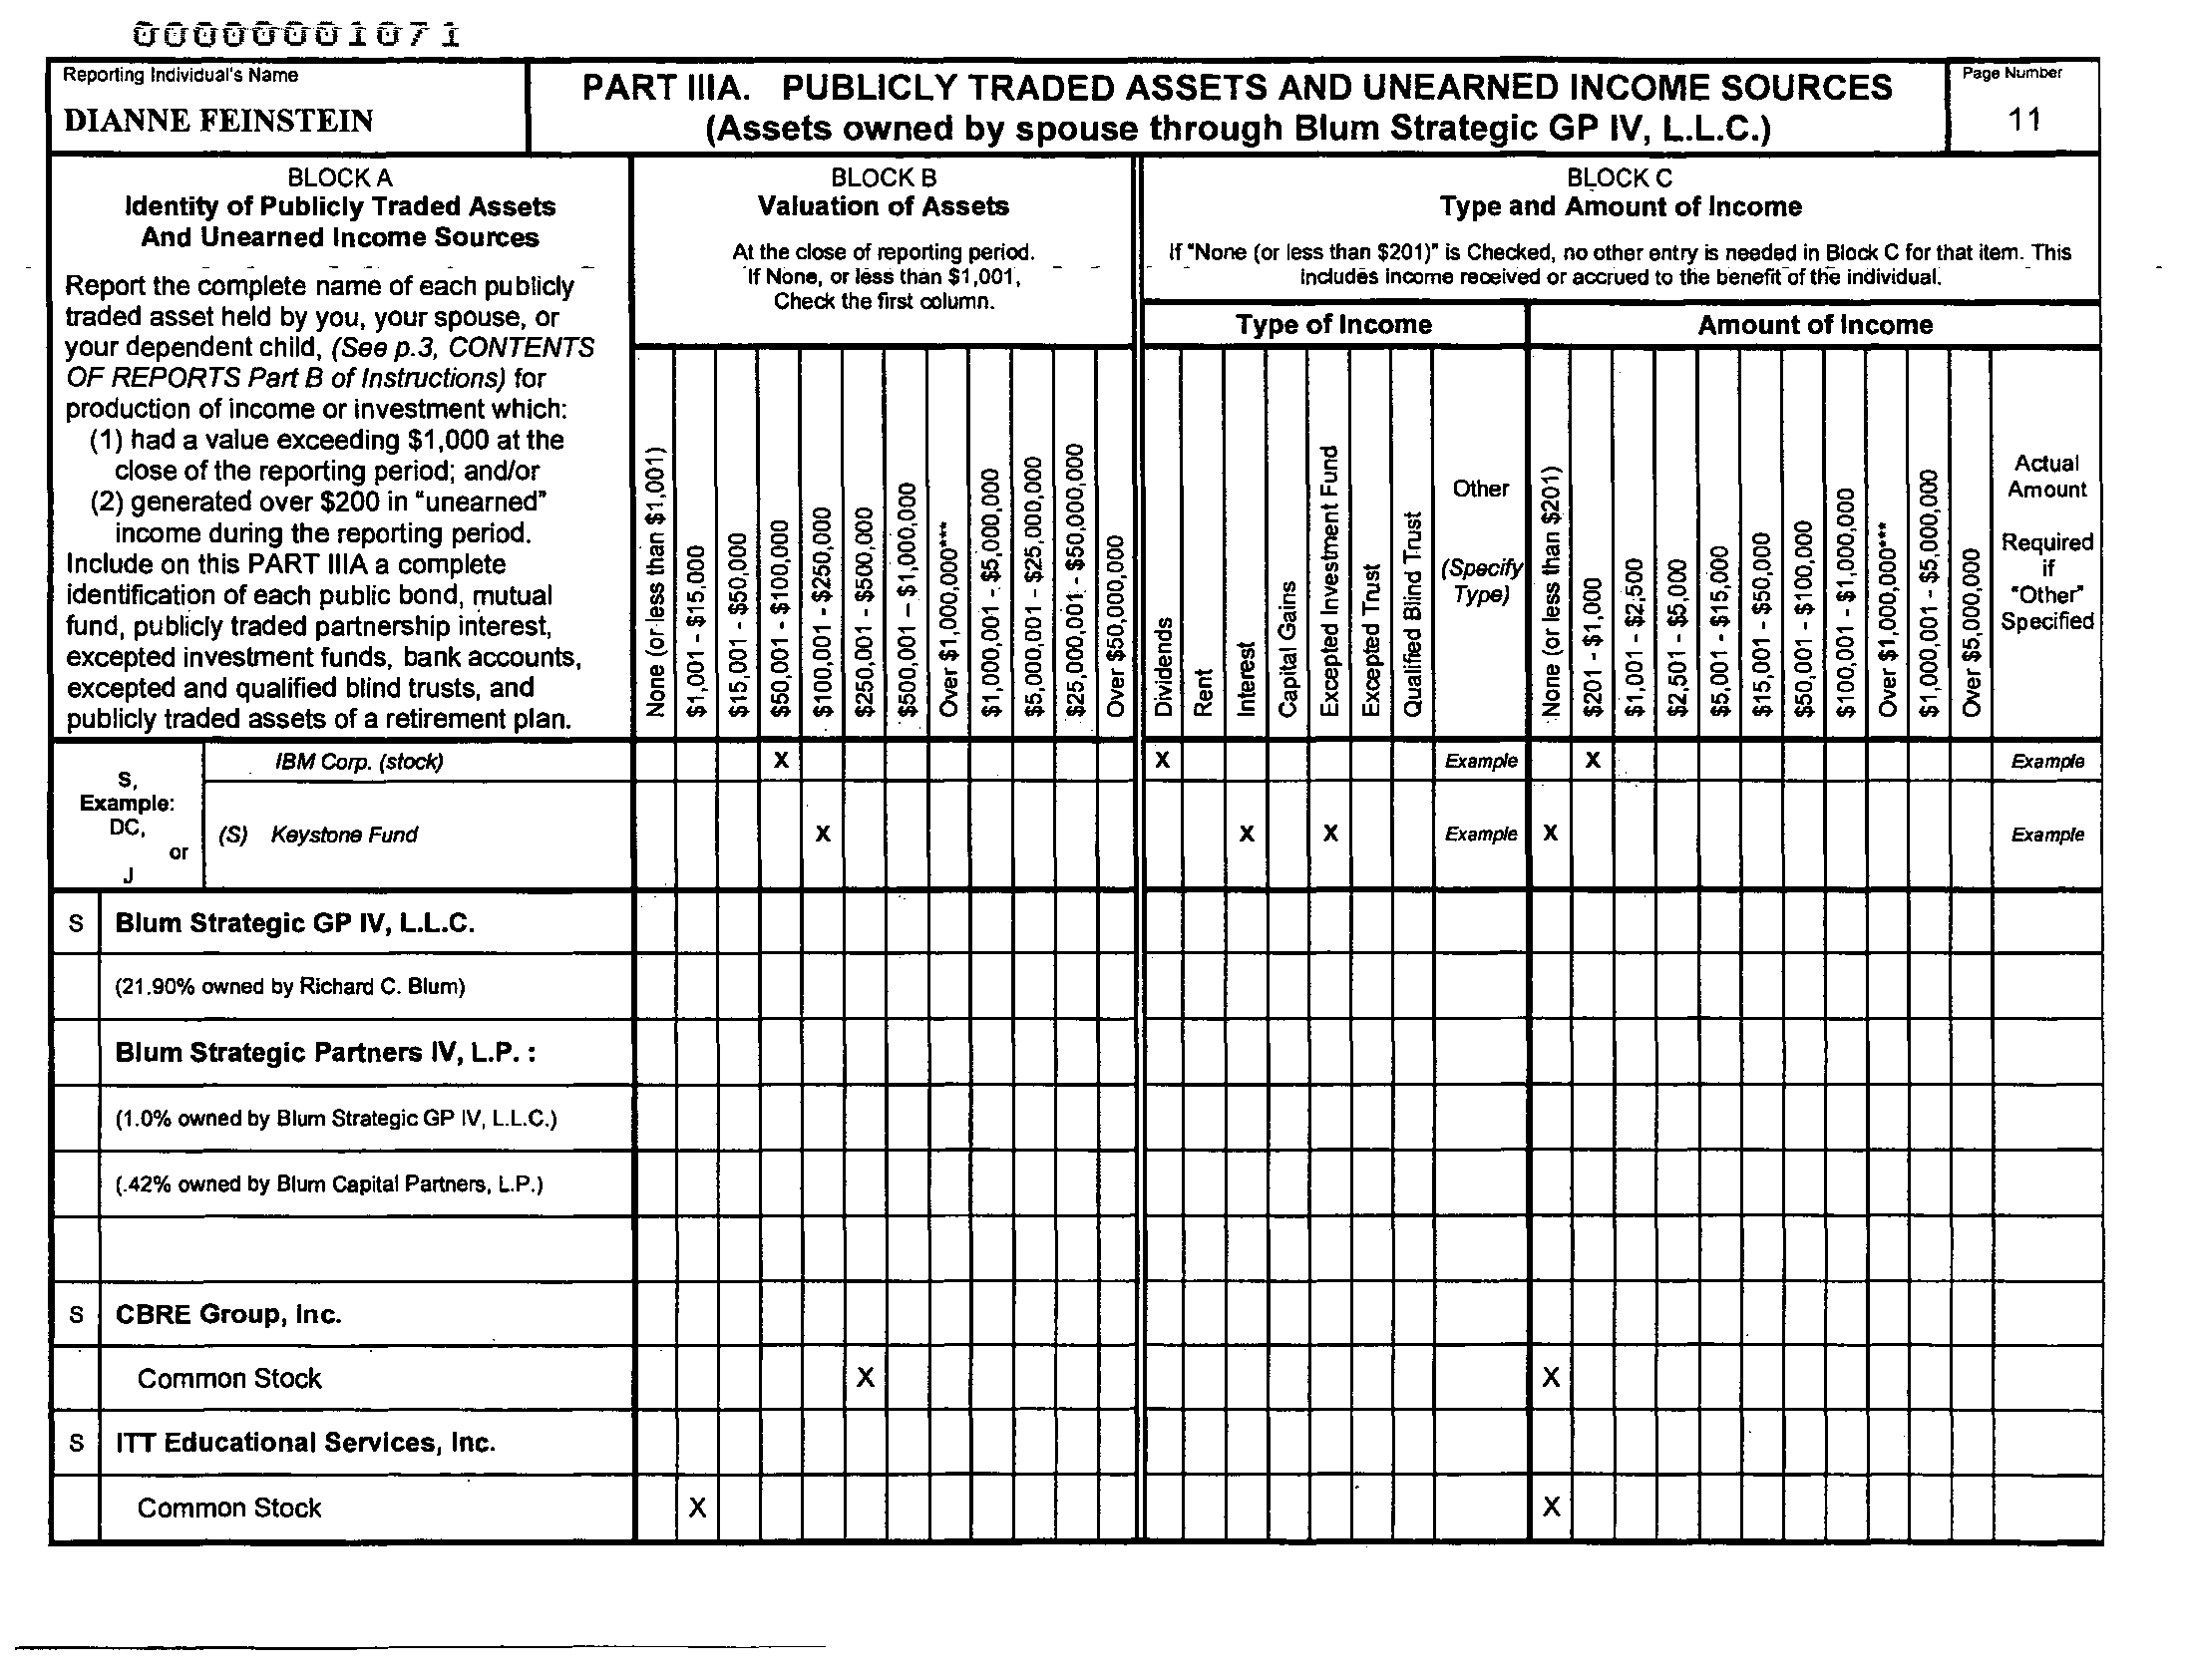 00000001071
Reporting Individual's Name
DIANNE FEINSTEIN
PART IIIA. PUBLICLY TRADED ASSETS AND UNEARNED INCOME SOURCES
(Assets owned by spouse through Blum Strategic GP IV, L.L.C.)
Page Number
11
BLOCK A
Identity of Publicly Traded Assets
And Unearned Income Sources
Report the complete name of each publicly
traded asset held by you, your spouse, or
your dependent child, (See p.3, CONTENTS
OF REPORTS Part B of Instructions) for
production of income or investment which:
(1) had a value exceeding $1,000 at the
close of the reporting period; and/or
(2) generated over $200 in "unearned"
income during the reporting period.
Include on this PART IIIA a complete
identification of each public bond, mutual
fund, publicly traded partnership interest,
excepted investment funds, bank accounts,
excepted and qualified blind trusts, and
publicly traded assets of a retirement plan.
BLOCK B
Valuation of Assets
At the close of reporting period.
If None, or less than $1,001,
Check the first column.
None (or less than $1,001)
$1,001 - $15,000
$15,001 - $50,000
$50,001 - $100,000
$100,001 - $250,000
$250,001 - $500,000
$500,001 – $1,000,000
Over $1,000,000***
$1,000,001 - $5,000,000
$5,000,001 - $25,000,000
$25,000,001 - $50,000,000
Over $50,000,000
BLOCK C
Type and Amount of Income
If "None (or less than $201)" is Checked, no other entry is needed in Block C for that item. This
includes income received or accrued to the benefit of the individual.
Type of Income
Amount of Income
Dividends
Rent
Interest
Capital Gains
Excepted Investment Fund
Excepted Trust
Qualified Blind Trust
Other
(Specify
Type)
None (or less than $201)
$201 - $1,000
$1,001 - $2,500
$2,501 - $5,000
$5,001 - $15,000
$15,001 - $50,000
$50,001 - $100,000
$100,001 - $1,000,000
Over $1,000,000***
$1,000,001 - $5,000,000
Over $5,000,000
Actual
Amount
Required
if
"Other"
Specified
S,
Example:
DC,
or
J
IBM Corp. (stock) X X Example X Example
(S) Keystone Fund X X X Example X Example
S Blum Strategic GP IV, L.L.C.
(21.90% owned by Richard C. Blum)
Blum Strategic Partners IV, L.P. :
(1.0% owned by Blum Strategic GP IV, L.L.C.)
(.42% owned by Blum Capital Partners, L.P.)
S CBRE Group, Inc.
Common Stock X X
S ITT Educational Services, Inc.
Common Stock X X